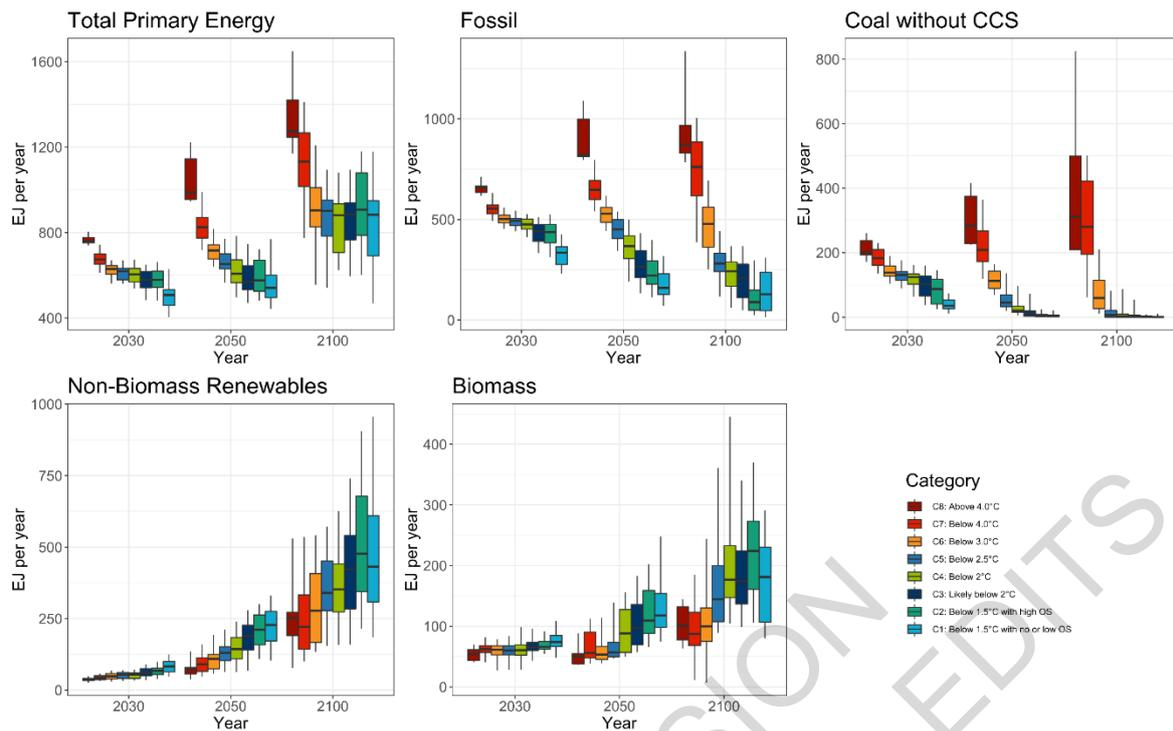 Total Primary Energy
1600
1200
800
400
EJ per year
2030 2050 2100
Year
Fossil
1000
500
0
EJ per year
2030 2050 2100
Year
Coal without CCS
800
600
400
200
0
EJ per year
2030 2050 2100
Year
Non-Biomass Renewables
1000
750
500
250
0
EJ per year
2030 2050 2100
Year
Biomass
400
300
200
100
0
EJ per year
2030 2050 2100
Year
Category
C8: Above 4.0°C
C7: Below 4.0°C
C6: Below 3.0°C
C5: Below 2.5°C
C4: Below 2°C
C3: Likely below 2°C
C2: Below 1.5°C with high OS
C1: Below 1.5°C with no or low OS
SION
EDITS